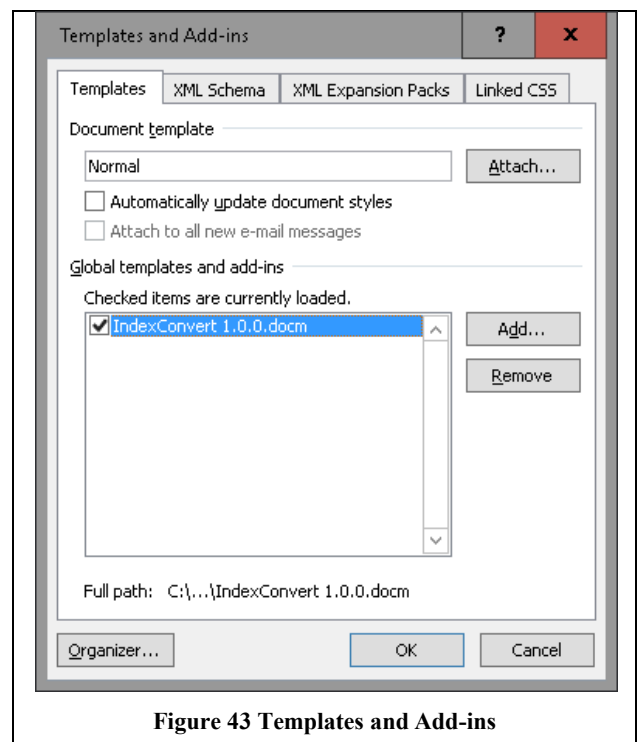 Templates and Add-ins ? x
Templates XML Schema XML Expansion Packs Linked CSS
Document template
Normal Attach...
Automatically update document styles
Attach to all new e-mail messages
Global templates and add-ins
Checked items are currently loaded.
IndexConvert 1.0.0.docm Add...
Remove
Full path: C:\...\IndexConvert 1.0.0.docm
Organizer... OK Cancel
Figure 43 Templates and Add-ins